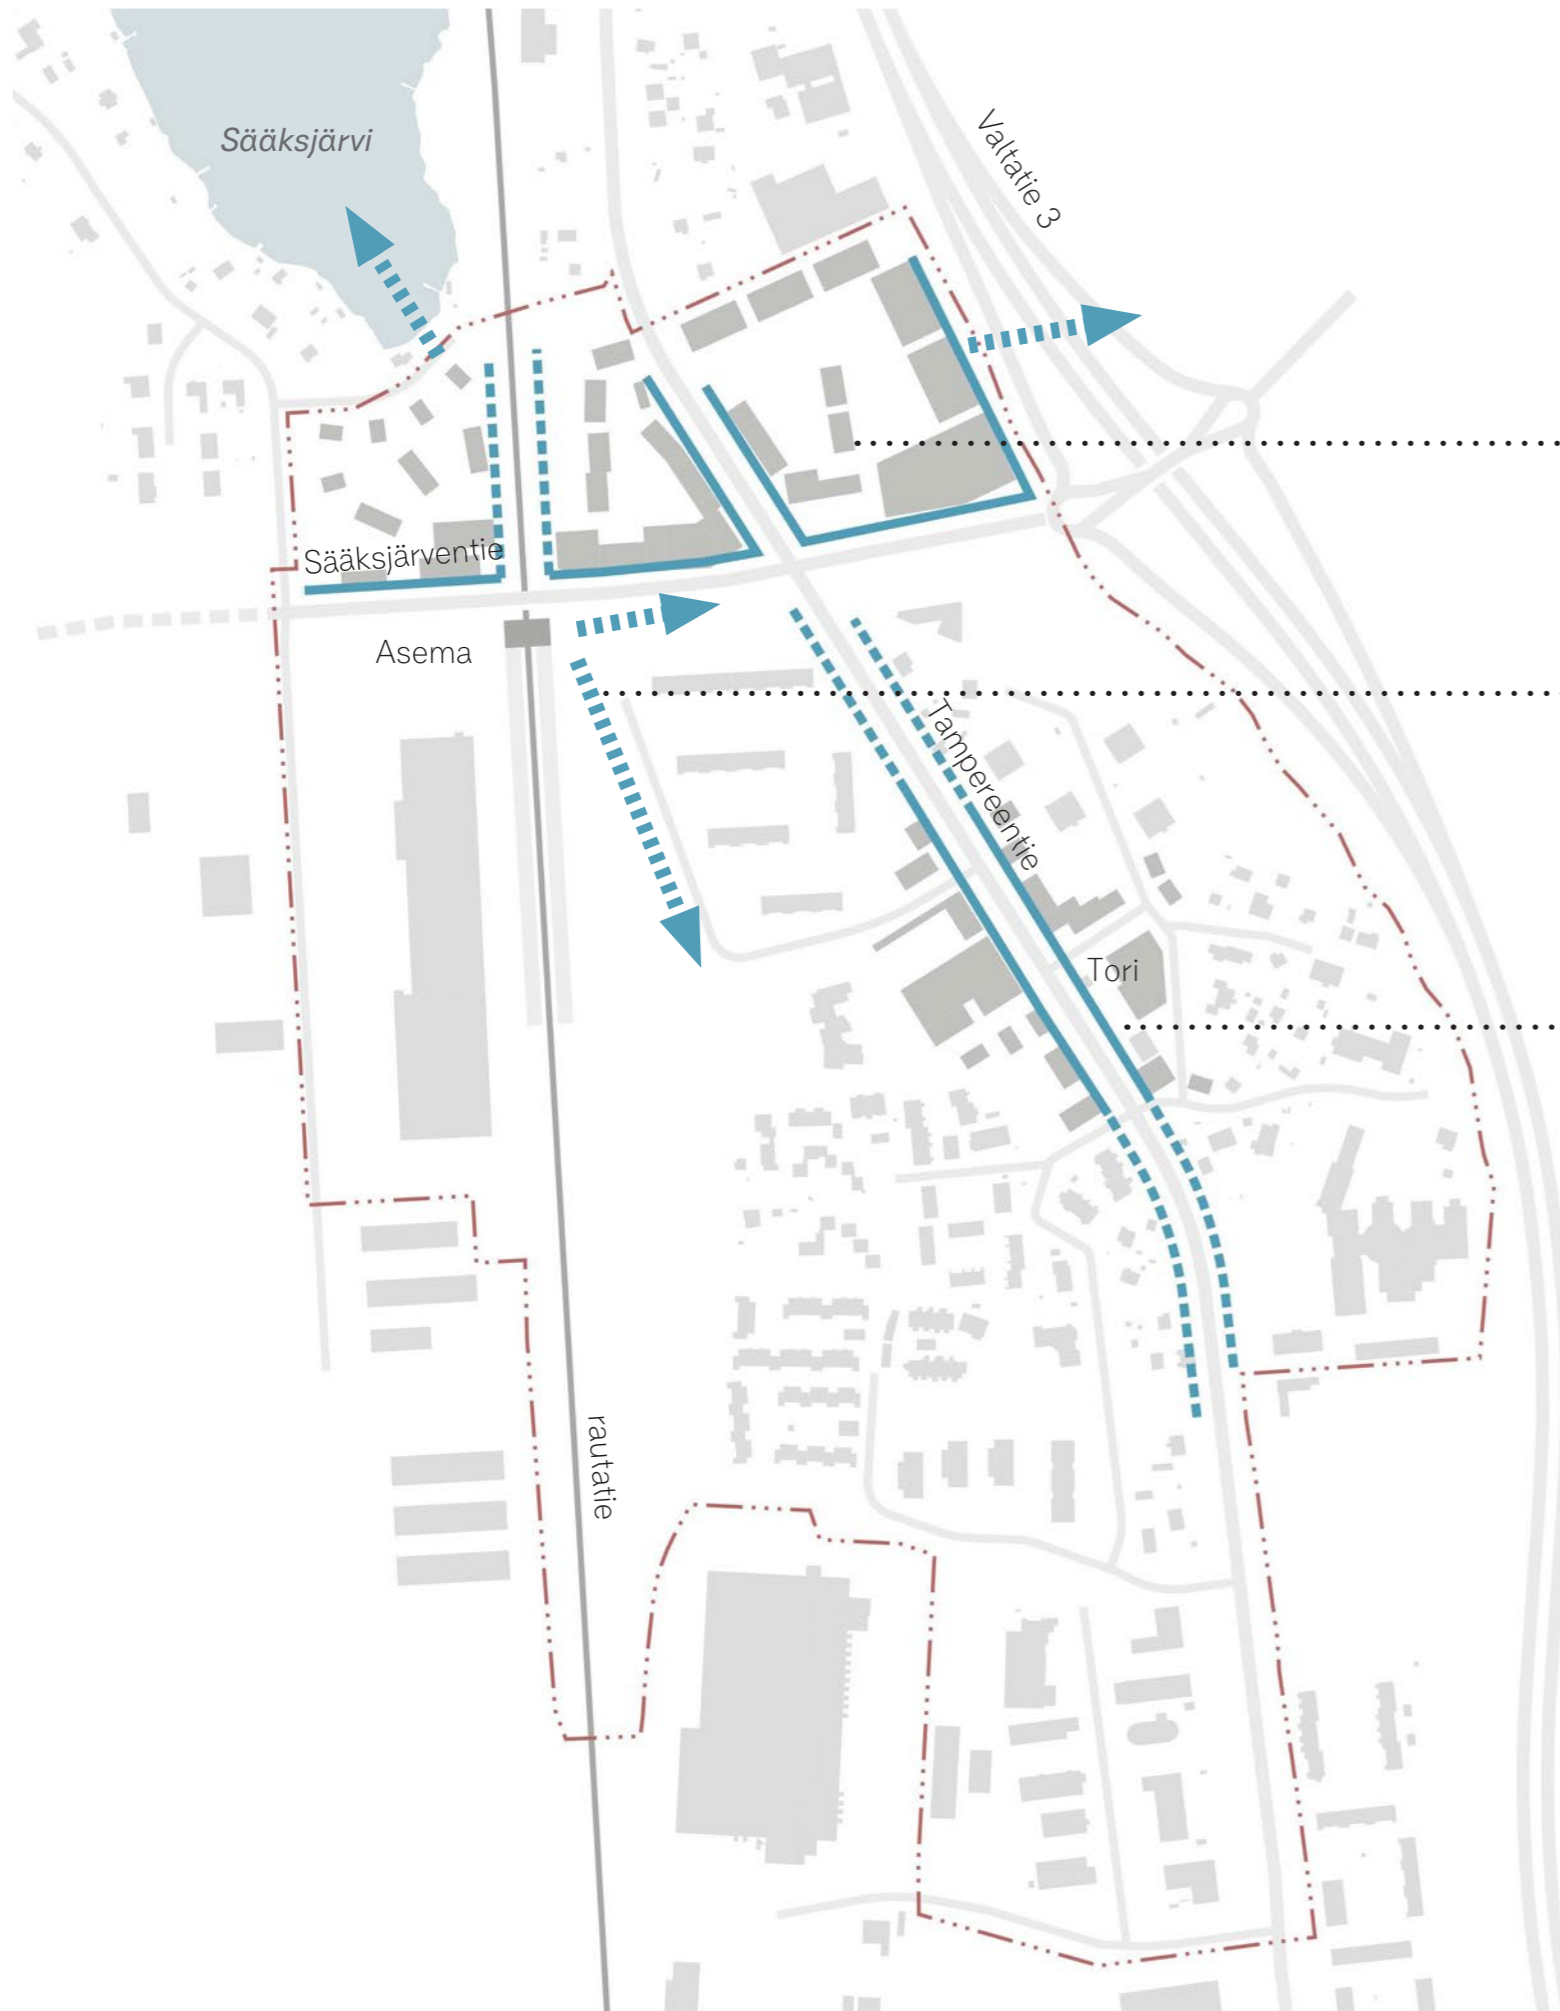 Sääksjärvi
Valtatie 3
Sääksjärventie
Asema
Tampereentie
Tori
rautatie